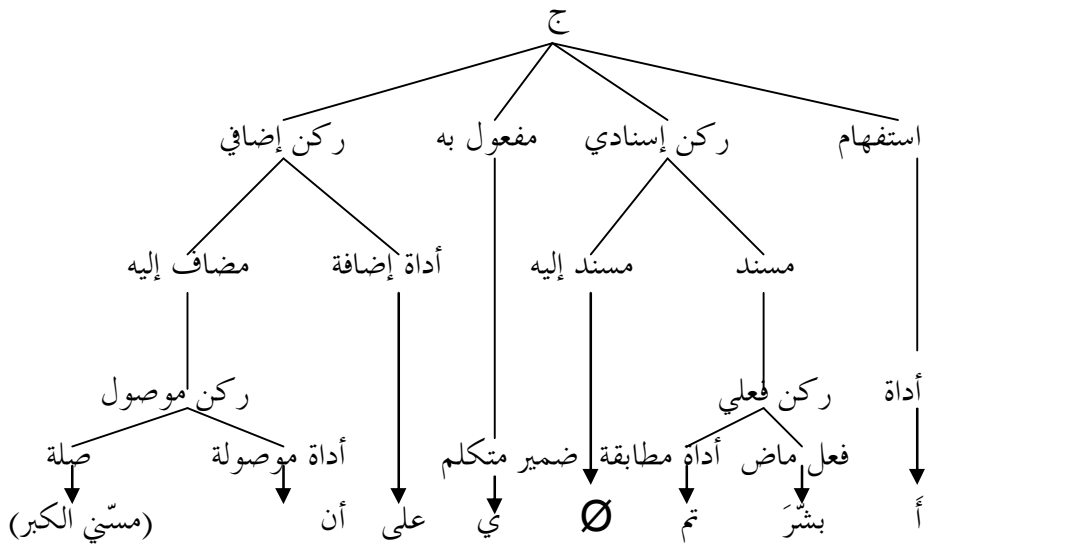 ج
استفهام ركن إسنادي مفعول به ركن إضافي
مسند مسند إليه أداة إضافة مضاف إليه
أداة ركن فعلي ركن موصول
فعل ماض أداة مطابقة ضمير متكلم أداة موصولة صلة
أَ بشّرَ تم Ø ي على أن (مسّني الكبر)